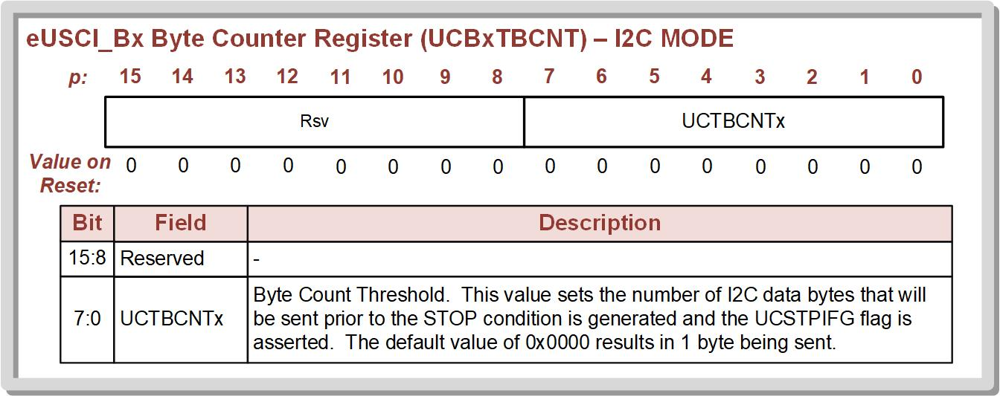 eUSCI_Bx Byte Counter Register (UCBxTBCNT) – I2C MODE
p: 15 14 13 12 11 10 9 8 7 6 5 4 3 2 1 0
Rsv UCTBCNTx
Value on Reset: 0 0 0 0 0 0 0 0 0 0 0 0 0 0 0 0
Bit Field Description
15:8 Reserved -
7:0 UCTBCNTx
Byte Count Threshold. This value sets the number of I2C data bytes that will
be sent prior to the STOP condition is generated and the UCSTPIFG flag is
asserted. The default value of 0x0000 results in 1 byte being sent.